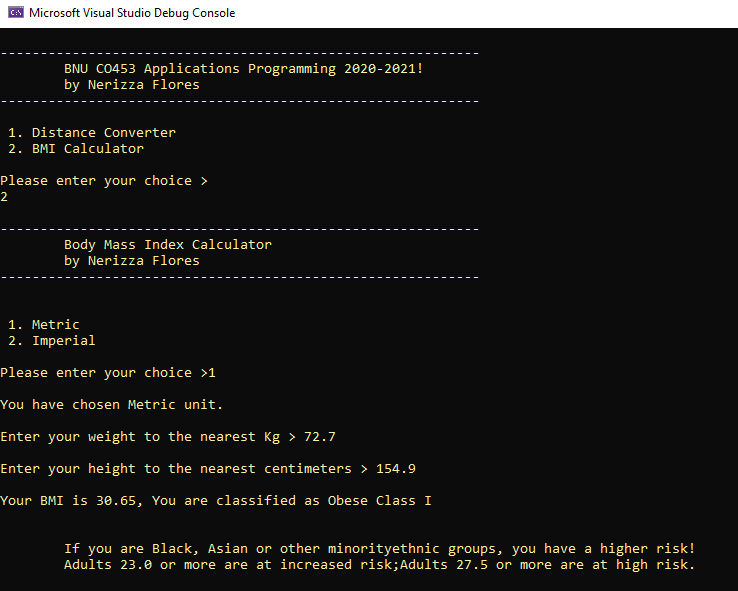 Microsoft Visual Studio Debug Console
------------------------------------------------------------
BNU CO453 Applications Programming 2020-2021!
by Nerizza Flores
------------------------------------------------------------
1. Distance Converter
2. BMI Calculator
Please enter your choice >
2
------------------------------------------------------------
Body Mass Index Calculator
by Nerizza Flores
------------------------------------------------------------
1. Metric
2. Imperial
Please enter your choice >1
You have chosen Metric unit.
Enter your weight to the nearest Kg > 72.7
Enter your height to the nearest centimeters > 154.9
Your BMI is 30.65, You are classified as Obese Class I
If you are Black, Asian or other minorityethnic groups, you have a higher risk!
Adults 23.0 or more are at increased risk;Adults 27.5 or more are at high risk.